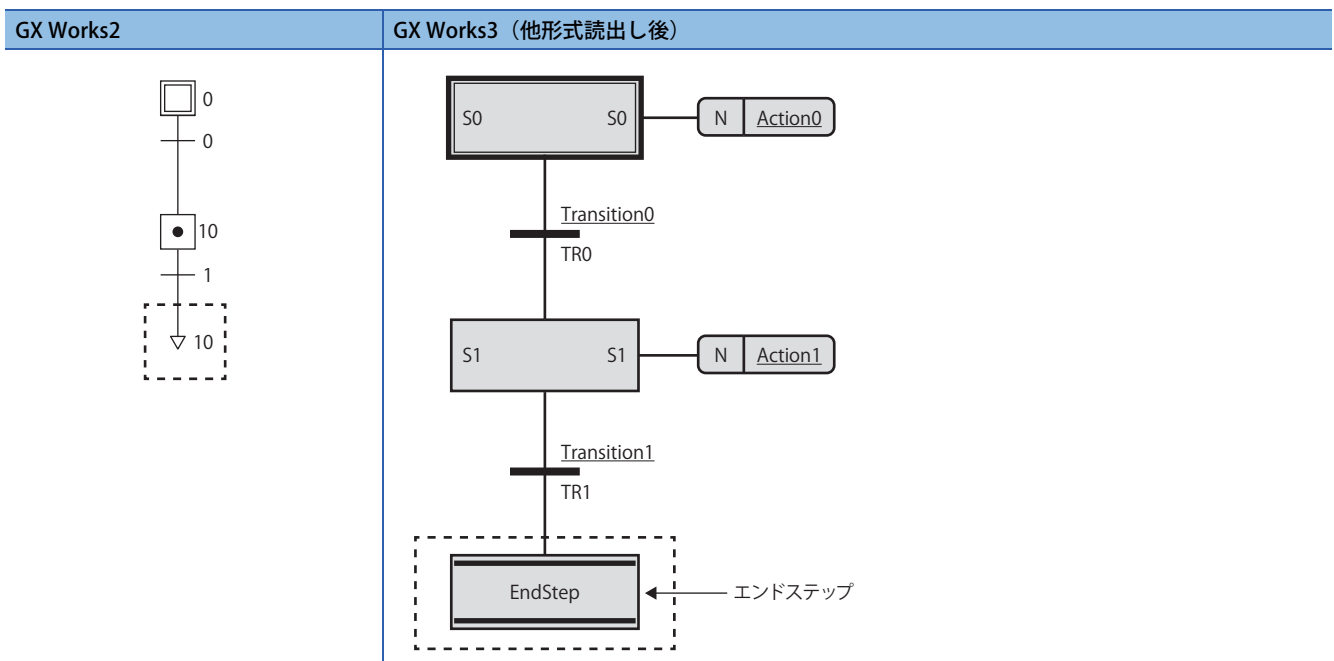 GX Works2
GX Works3（他形式読出し後）
0
0
10
1
10
S0 S0 N Action0
Transition0
TR0
S1 S1 N Action1
Transition1
TR1
EndStep
エンドステップ